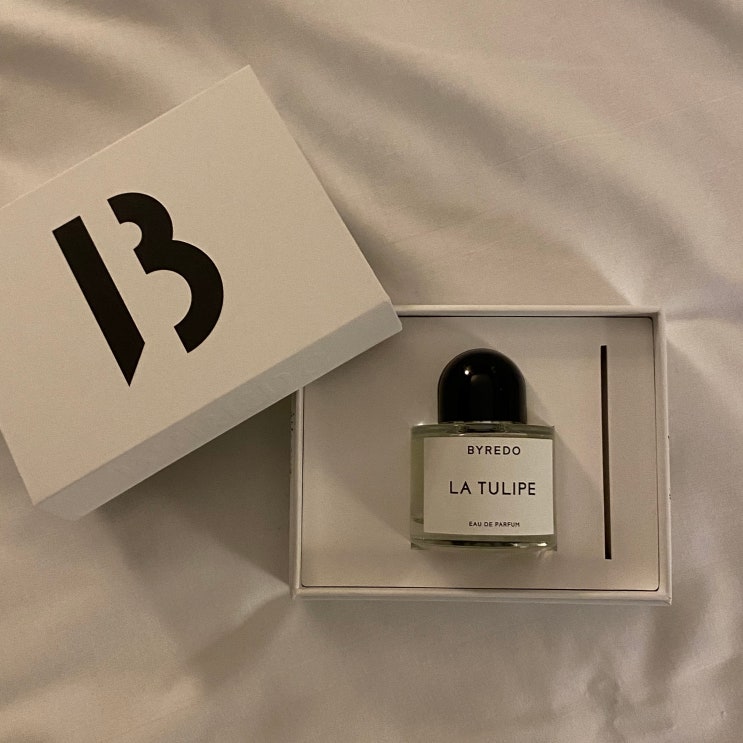 B
BYREDO
LA TULIPE
EAU DE PARFUM